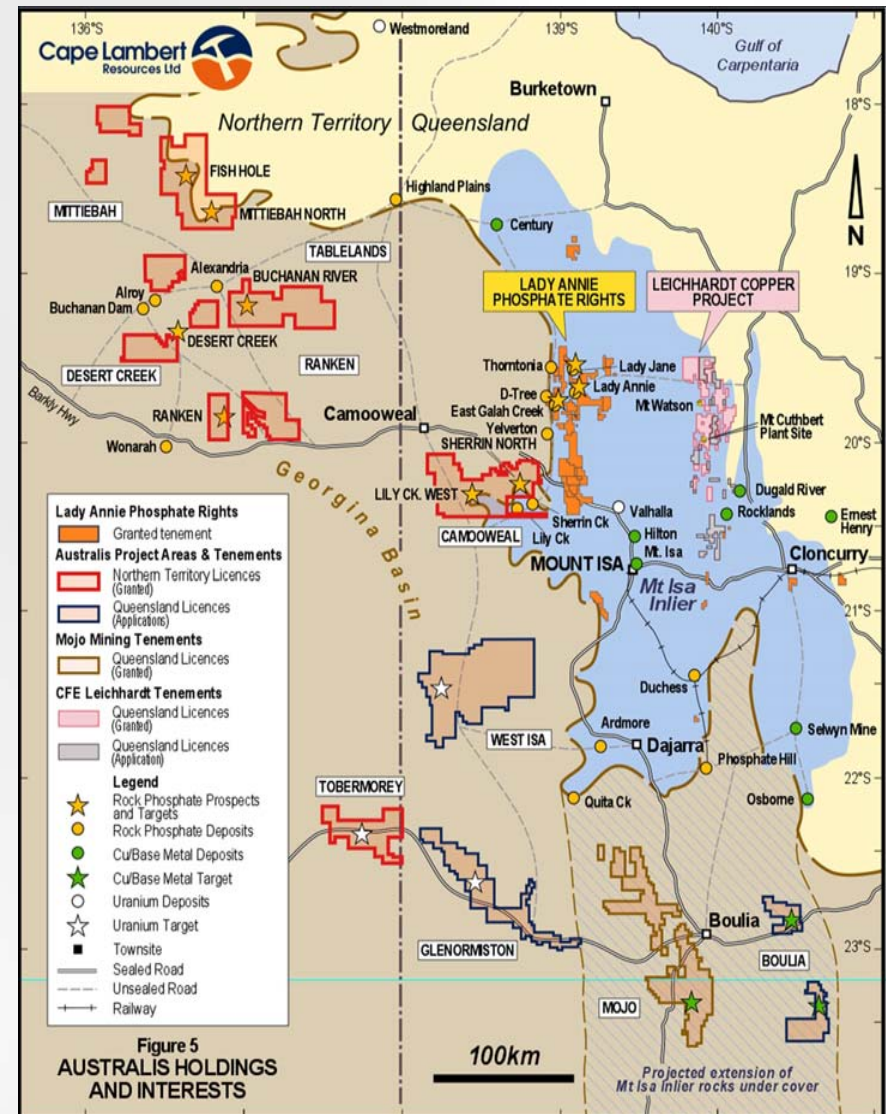 136°S
139°S
140°S
Westmoreland
Cape Lambert
Resources Ltd
Gulf of
Carpentaria
Burketown
18°S
Northern Territory
Queensland
FISH HOLE
N
Highland Plains
MITTIEBAH
MITTIEBAH NORTH
Century
TABLELANDS
19°S
Alexandria
BUCHANAN RIVER
LADY ANNIE
PHOSPHATE RIGHTS
LEICHHARDT COPPER
PROJECT
Alroy
Buchanan Dam
DESERT CREEK
RANKEN
Thorntonia
Lady Jane
DESERT CREEK
Lady Annie
D-Tree
Mt Watson
East Galah Creek
Barkly Hwy
RANKEN
Camooweal
Yelverton
Mt Cuthbert
Plant Site
SHERRIN NORTH
20°S
Wonarah
Georgina Basin
LILY CK. WEST
Dugald River
Valhalla
Rocklands
Ernest
Henry
Sherrin Ck
CAMOOWEAL
Lily Ck
Hilton
Mt. Isa
MOUNT ISA
Cloncurry
Mt Isa
Inlier
21°S
Duchess
Ardmore
Selwyn Mine
WEST ISA
Dajarra
Phosphate Hill
22°S
TOBERMOREY
Quita Ck
Osborne
Boulia
GLENORMISTON
BOULIA
23°S
MOJO
Lady Annie Phosphate Rights
Granted tenement
Australis Project Areas & Tenements
Northern Territory Licences
(Granted)
Queensland Licences
(Applications)
Mojo Mining Tenements
Queensland Licences
(Granted)
CFE Leichhardt Tenements
Queensland Licences
(Granted)
Queensland Licences
(Application)
Legend
Rock Phosphate Prospects
and Targets
Rock Phosphate Deposits
Cu/Base Metal Deposits
Cu/Base Metal Target
Uranium Deposits
Uranium Target
Townsite
Sealed Road
Unsealed Road
Railway
Figure 5
AUSTRALIS HOLDINGS
AND INTERESTS
100km
Projected extension of
Mt Isa Inlier rocks under cover